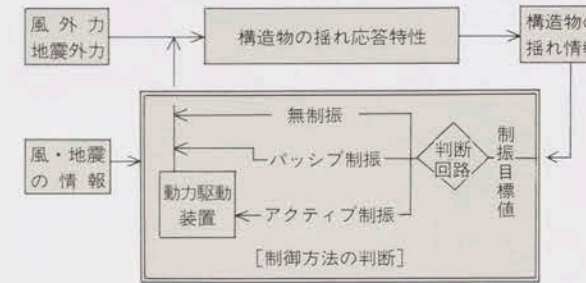 風外力
地震外力
構造物の揺れ応答特性
構造物の
揺れ情報
風・地震
の情報
無制振
パッシブ制振
アクティブ制振
動力駆動
装置
判断
回路
制振目標値
[制御方法の判断]